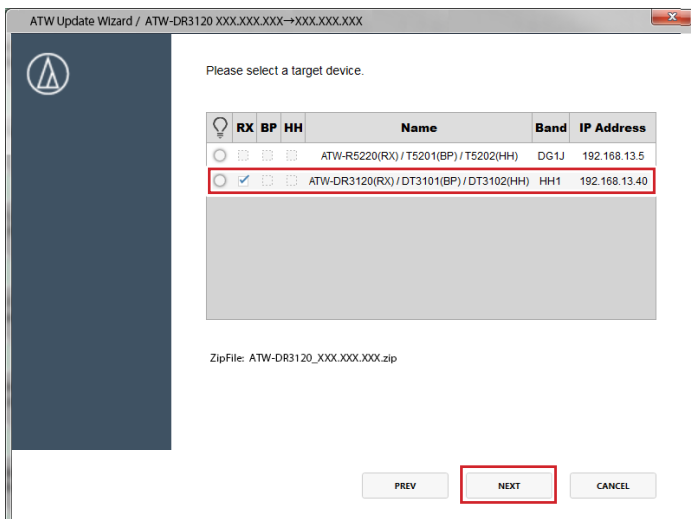 ATW Update Wizard / ATW-DR3120 XXX.XXX.XXX→XXX.XXX.XXX
Please select a target device.
RX BP HH Name Band IP Address
ATW-R5220(RX) / T5201(BP) / T5202(HH) DG1J 192.168.13.5
ATW-DR3120(RX) / DT3101(BP) / DT3102(HH) HH1 192.168.13.40
ZipFile: ATW-DR3120_XXX.XXX.XXX.zip
PREV NEXT CANCEL